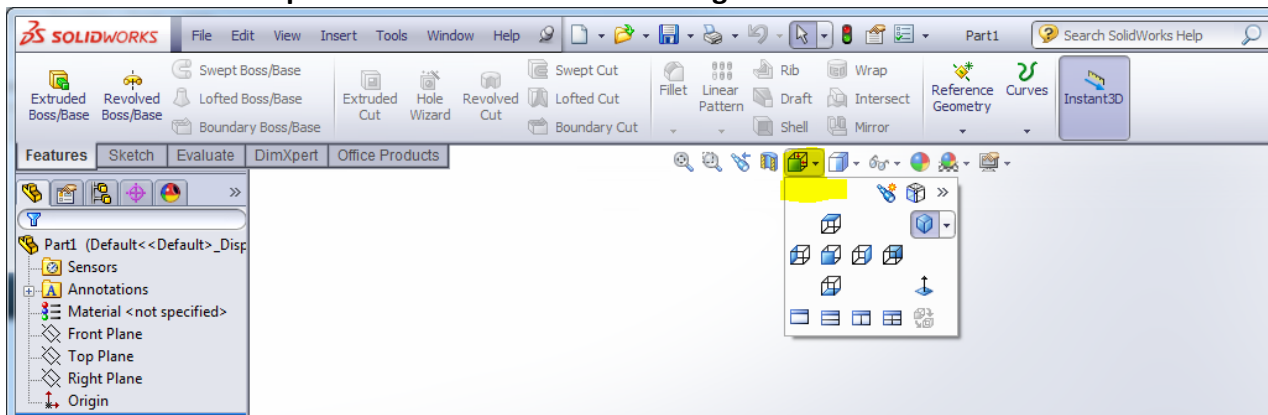 SOLIDWORKS File Edit View Insert Tools Window Help Part1 Search SolidWorks Help
Extruded Boss/Base
Revolved Boss/Base
Swept Boss/Base
Lofted Boss/Base
Boundary Boss/Base
Extruded Cut
Hole Wizard
Revolved Cut
Swept Cut
Lofted Cut
Boundary Cut
Fillet
Linear Pattern
Rib
Draft
Shell
Wrap
Intersect
Mirror
Reference Geometry
Curves
Instant3D
Features Sketch Evaluate DimXpert Office Products
Part1 (Default<<Default>_Disp
Sensors
Annotations
Material <not specified>
Front Plane
Top Plane
Right Plane
Origin